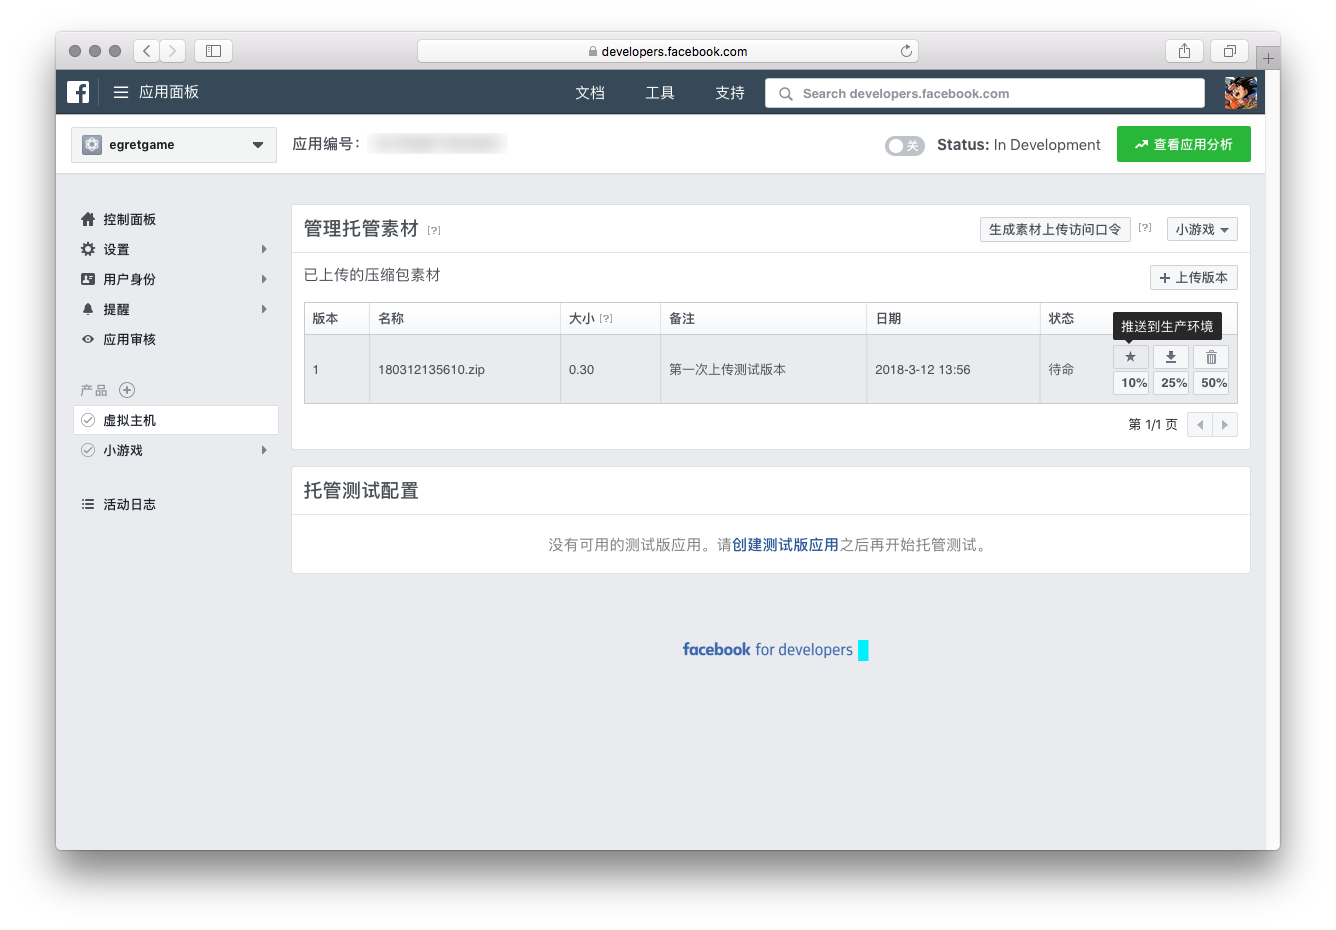 developers.facebook.com
应用面板
文档
工具
支持
Search developers.facebook.com
egretgame
应用编号：
关
Status: In Development
查看应用分析
控制面板
设置
用户身份
提醒
应用审核
产品
虚拟主机
小游戏
活动日志
管理托管素材 [?]
生成素材上传访问口令 [?]
小游戏
已上传的压缩包素材
+ 上传版本
版本 名称 大小 [?] 备注 日期 状态
推送到生产环境
1 180312135610.zip 0.30 第一次上传测试版本 2018-3-12 13:56 待命
10% 25% 50%
第 1/1 页
托管测试配置
没有可用的测试版应用。请创建测试版应用之后再开始托管测试。
facebook for developers